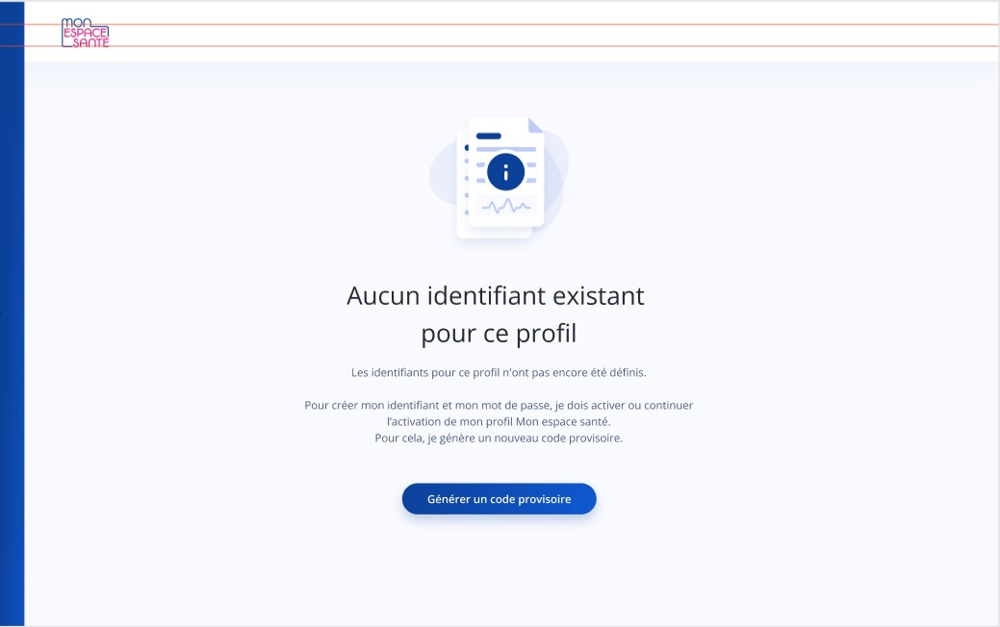 mon
ESPACE
SANTÉ
Aucun identifiant existant
pour ce profil
Les identifiants pour ce profil n'ont pas encore été définis.
Pour créer mon identifiant et mon mot de passe, je dois activer ou continuer
l’activation de mon profil Mon espace santé.
Pour cela, je génère un nouveau code provisoire.
Générer un code provisoire